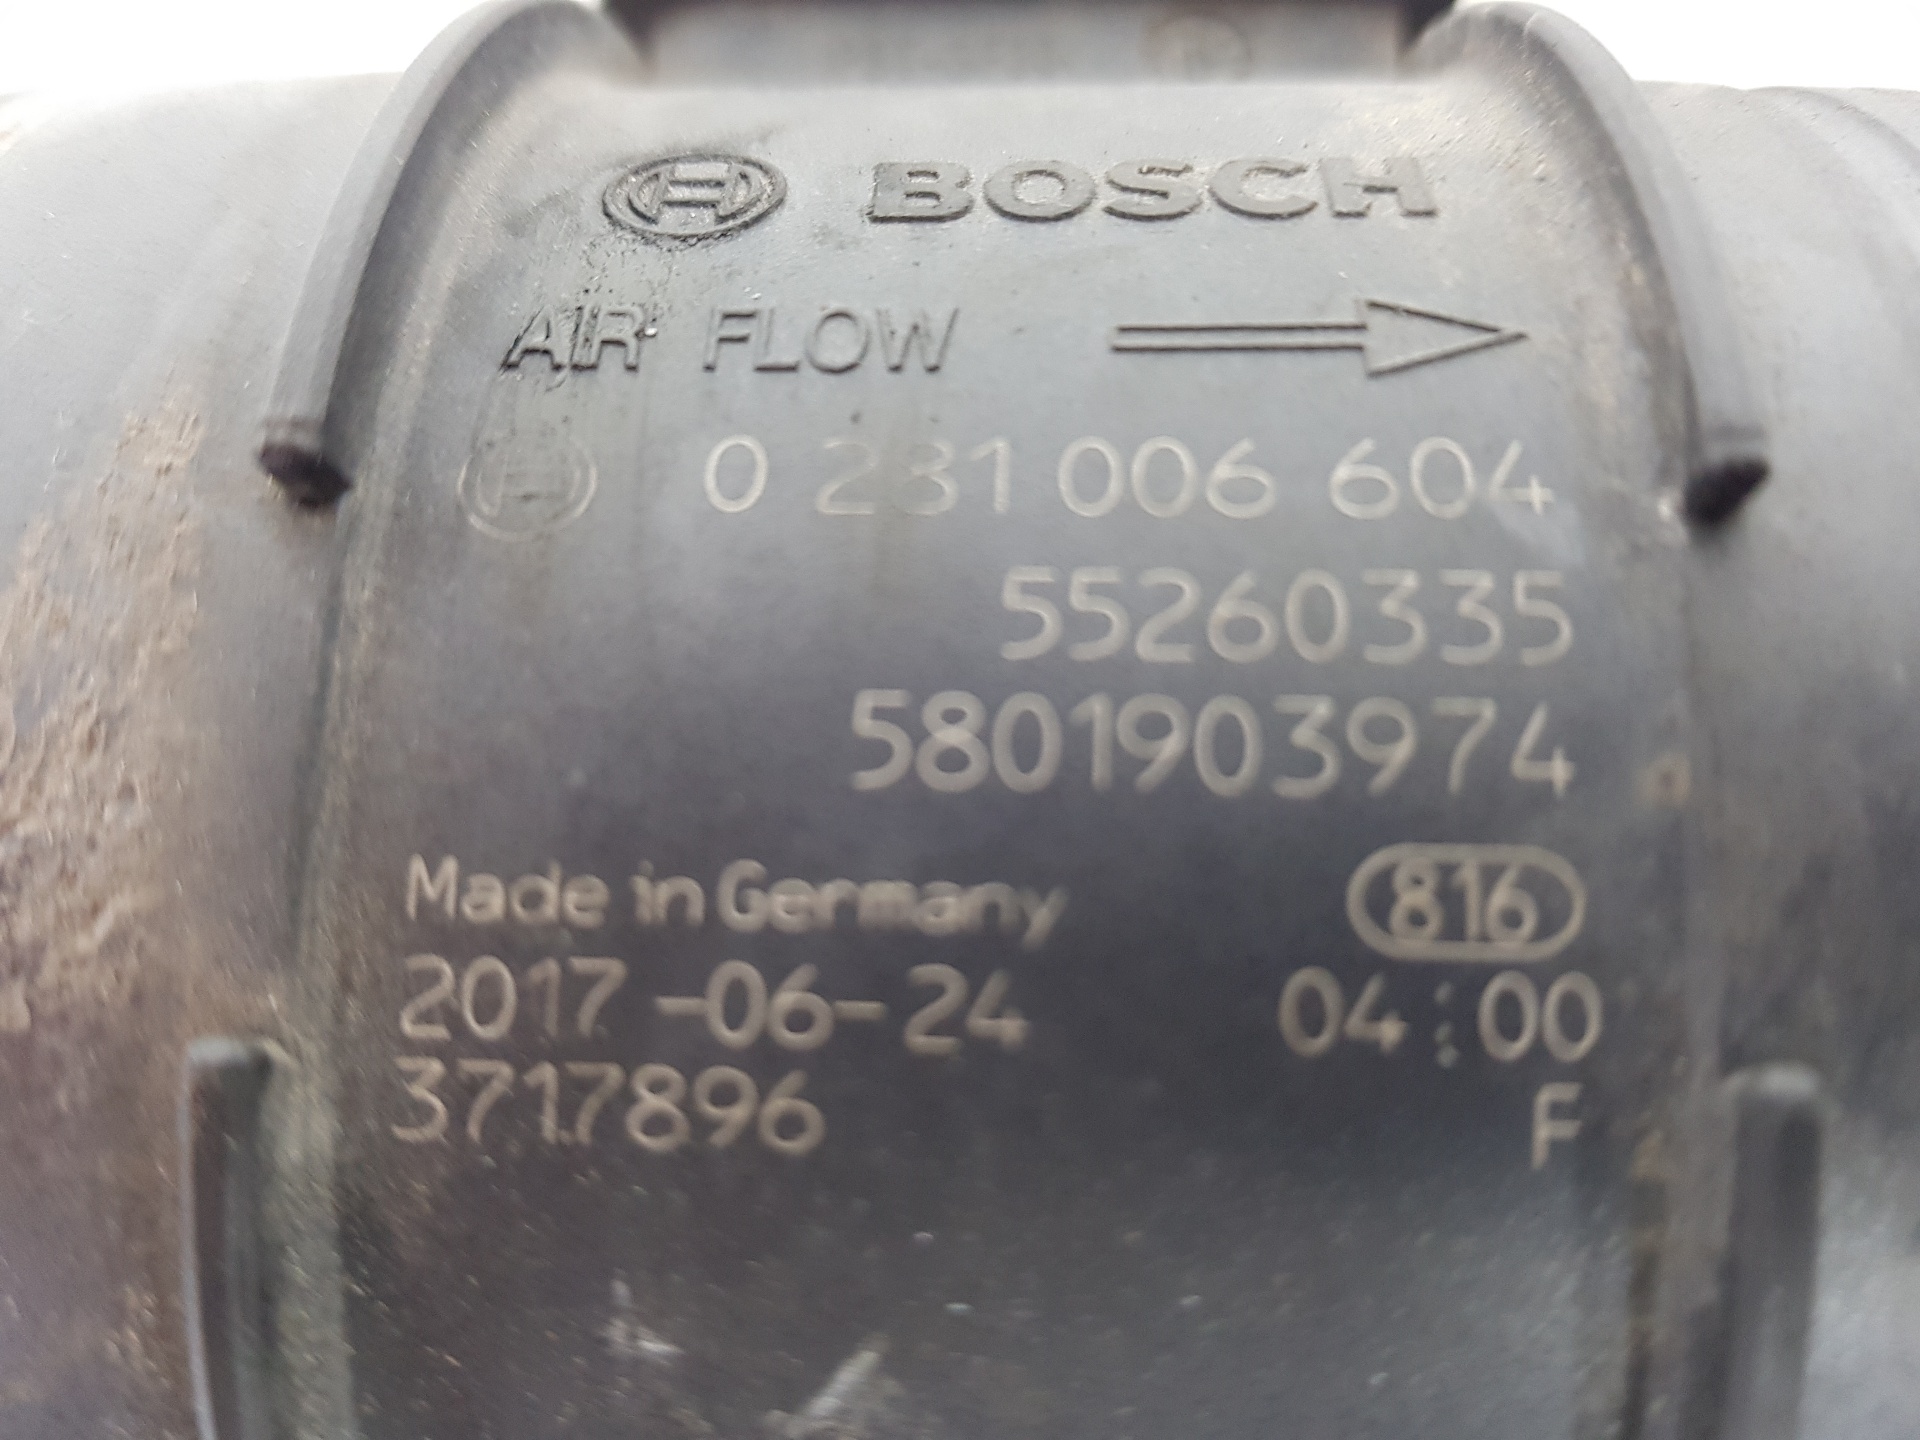 BOSCH
AIR FLOW
0 281 006 604
55260335
5801903974
Made in Germany 816
2017-06-24 04:00
3717896 F